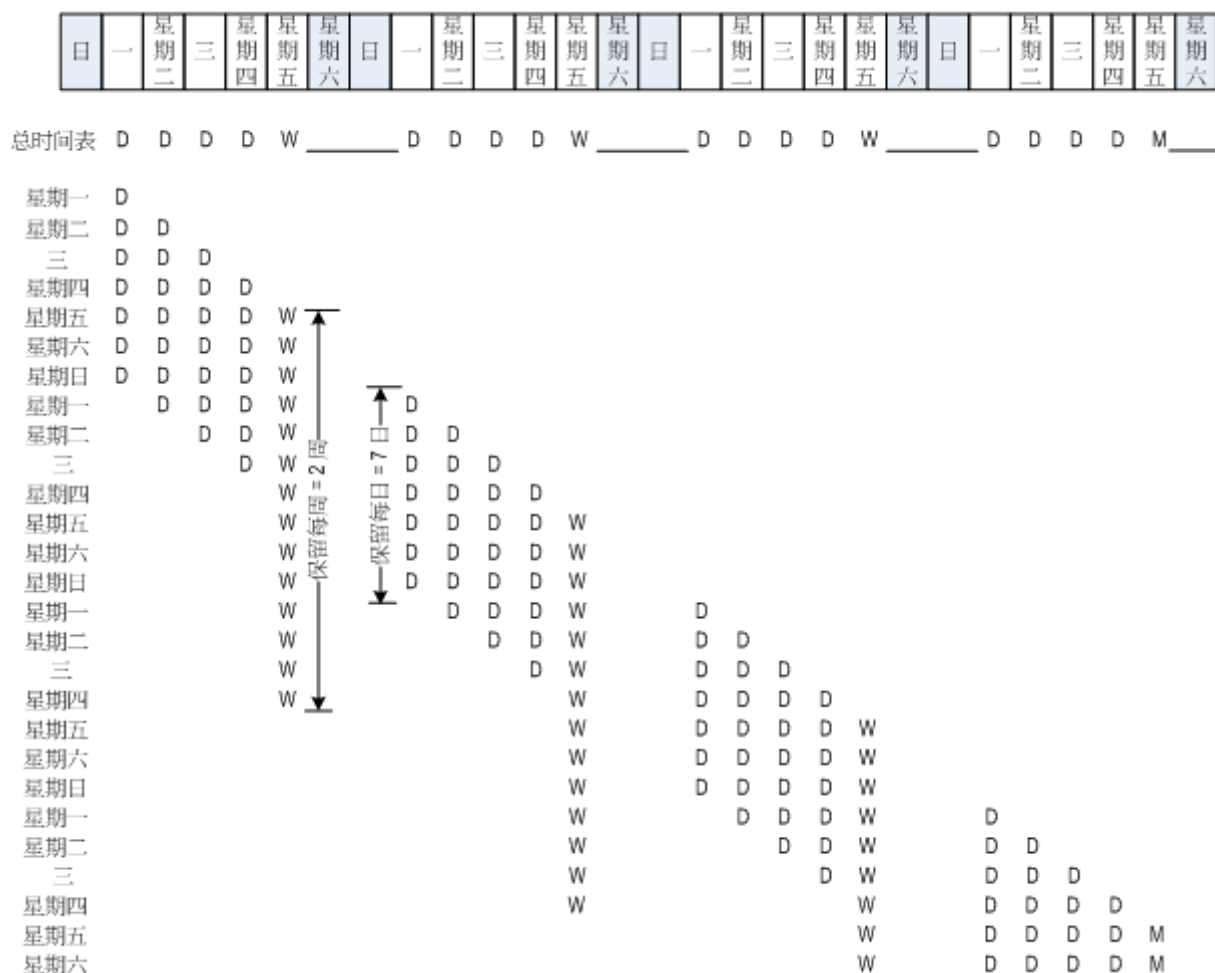 日 一 星期二 三 星期四 星期五 星期六 日 一 星期二 三 星期四 星期五 星期六 日 一 星期二 三 星期四 星期五 星期六 日 一 星期二 三 星期四 星期五 星期六
总时间表 D D D D W D D D D W D D D D W D D D D M
星期一 D
星期二 D D
三 D D D
星期四 D D D D
星期五 D D D D W
星期六 D D D D W
星期日 D D D D W
星期一 D D D W D
星期二 D D W D D
三 D W D D D
星期四 W D D D D
星期五 W D D D D W
星期六 W D D D D W
星期日 W D D D D W
星期一 W D D D W D
星期二 W D D W D D
三 W D W D D D
星期四 W W D D D D
星期五 W D D D D W
星期六 W D D D D W
星期日 W D D D D W
星期一 W D D D W D
星期二 W D D W D D
三 W D W D D D
星期四 W W D D D D
星期五 W D D D D M
星期六 W D D D D M
保留每周 = 2 周
保留每日 = 7 日